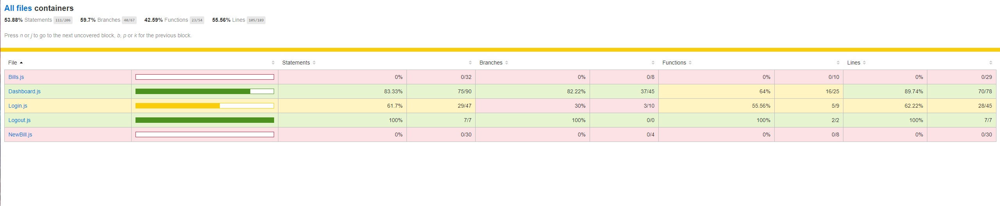 All files containers
53.88% Statements 111/206 59.7% Branches 40/67 42.59% Functions 23/54 55.56% Lines 105/189
Press n or j to go to the next uncovered block, b, p or k for the previous block.
File Statements Branches Functions Lines
Bills.js 0% 0/32 0% 0/8 0% 0/10 0% 0/29
Dashboard.js 83.33% 75/90 82.22% 37/45 64% 16/25 89.74% 70/78
Login.js 61.7% 29/47 30% 3/10 55.56% 5/9 62.22% 28/45
Logout.js 100% 7/7 100% 0/0 100% 2/2 100% 7/7
NewBill.js 0% 0/30 0% 0/4 0% 0/8 0% 0/30